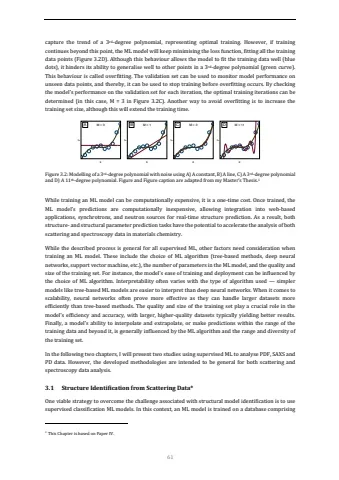 capture the trend of a 3rd-degree polynomial, representing optimal training. However, if training
continues beyond this point, the ML model will keep minimising the loss function, fitting all the training
data points (Figure 3.2D). Although this behaviour allows the model to fit the training data well (blue
dots), it hinders its ability to generalise well to other points in a 3rd-degree polynomial (green curve).
This behaviour is called overfitting. The validation set can be used to monitor model performance on
unseen data points, and thereby, it can be used to stop training before overfitting occurs. By checking
the model's performance on the validation set for each iteration, the optimal training iterations can be
determined (in this case, M = 3 in Figure 3.2C). Another way to avoid overfitting is to increase the
training set size, although this will extend the training time.
Figure 3.2: Modelling of a 3rd-degree polynomial with noise using A) A constant, B) A line, C) A 3rd-degree polynomial
and D) A 11th-degree polynomial. Figure and Figure caption are adapted from my Master's Thesis.
While training an ML model can be computationally expensive, it is a one-time cost. Once trained, the
ML model's predictions are computationally inexpensive, allowing integration into web-based
applications, synchrotrons, and neutron sources for real-time structure prediction. As a result, both
structure- and structural parameter prediction tasks have the potential to accelerate the analysis of both
scattering and spectroscopy data in materials chemistry.
While the described process is general for all supervised ML, other factors need consideration when
training an ML model. These include the choice of ML algorithm (tree-based methods, deep neural
networks, support vector machine, etc.), the number of parameters in the ML model, and the quality and
size of the training set. For instance, the model's ease of training and deployment can be influenced by
the choice of ML algorithm. Interpretability often varies with the type of algorithm used — simpler
models like tree-based ML models are easier to interpret than deep neural networks. When it comes to
scalability, neural networks often prove more effective as they can handle larger datasets more
efficiently than tree-based methods. The quality and size of the training set play a crucial role in the
model's efficiency and accuracy, with larger, higher-quality datasets typically yielding better results.
Finally, a model's ability to interpolate and extrapolate, or make predictions within the range of the
training data and beyond it, is generally influenced by the ML algorithm and the range and diversity of
the training set.
In the following two chapters, I will present two studies using supervised ML to analyse PDF, SAXS and
PD data. However, the developed methodologies are intended to be general for both scattering and
spectroscopy data analysis.
3.1 Structure Identification from Scattering Data
One viable strategy to overcome the challenge associated with structural model identification is to use
supervised classification ML models. In this context, an ML model is trained on a database comprising
This Chapter is based on Paper IV.